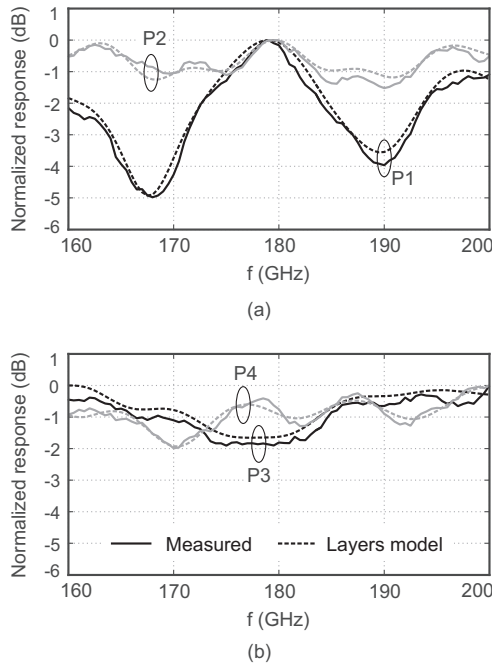 Normalized response (dB)
1
0
-1
-2
-3
-4
-5
-6
P2
P1
160 170 180 190 200
f (GHz)
(a)
Normalized response (dB)
1
0
-1
-2
-3
-4
-5
-6
P4
P3
Measured Layers model
160 170 180 190 200
f (GHz)
(b)